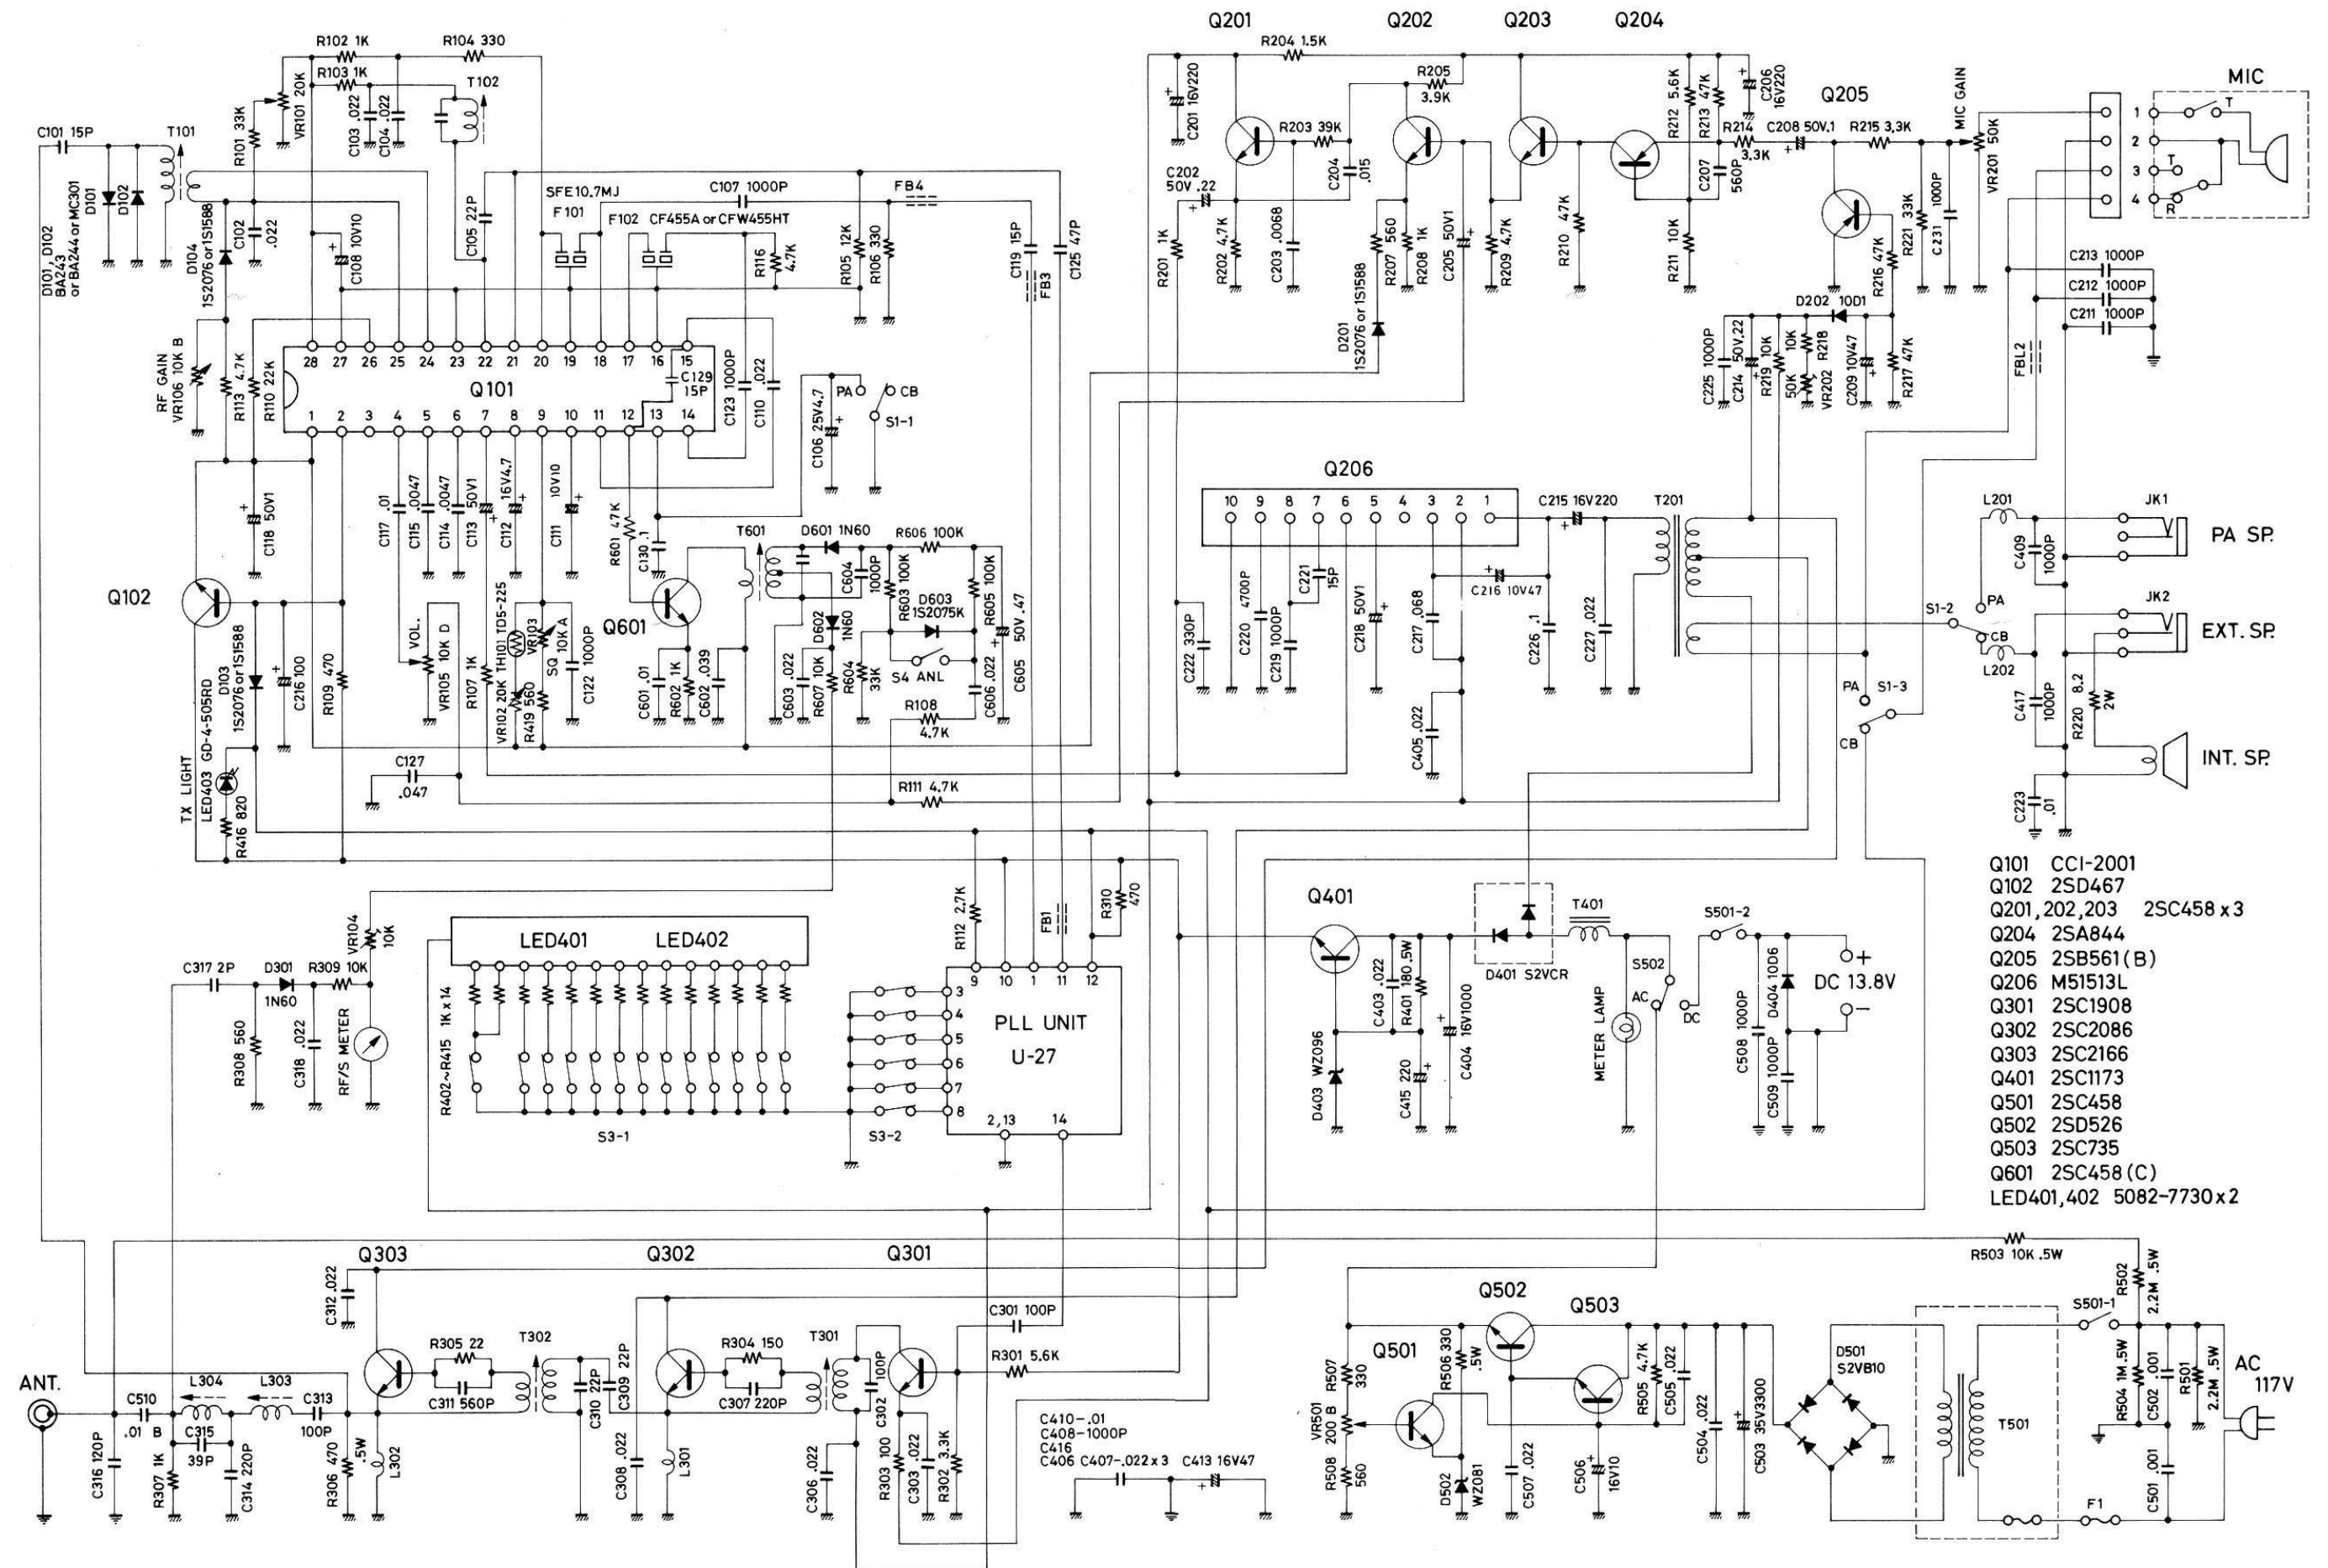 Q201
Q202
Q203
Q204
R102 1K
R104 330
R103 1K
T102
VR101 20K
C103 .022
C104 .022
R101 33K
C101 15P
T101
D101
D102
D101, D102
BA243
or BA244 or MC301
D104
1S2076 or 1S1588
C102
.022
C108 10V10
C105 22P
SFE10.7MJ
F101
F102
CF455A or CFW455HT
C107 1000P
FB4
R116
4.7K
R105 12K
R106 330
C119 15P
FB3
C125 47P
RF GAIN
VR106 10K B
R113 4.7K
R110 22K
28 27 26 25 24 23 22 21 20 19 18 17 16 15
Q101
C129
15P
1 2 3 4 5 6 7 8 9 10 11 12 13 14
C123 1000P
C110 .022
PA
CB
S1-1
C106 25V4.7
R204 1.5K
C201 16V220
R205
3.9K
R203 39K
C204
.015
C202
50V .22
R201 1K
R202 4.7K
C203 .0068
D201
1S2076 or 1S1588
R207 560
R208 1K
C205 50V1
R209 4.7K
R210 47K
R212 5.6K
R213 47K
C206
16V220
R214
3.3K
C207
560P
R211 10K
Q205
C208 50V.1
R215 3.3K
MIC GAIN
VR201 50K
R216 47K
R221 33K
C231 1000P
D202 10D1
C225 1000P
C214 50V.22
R219 10K
50K
VR202
10K
R218
C209 10V47
R217 47K
MIC
1
2
3
4
T
T
R
C213 1000P
C212 1000P
C211 1000P
FBL2
Q102
C118 50V1
C117 .01
C115 .0047
C114 .0047
C113 50V1
C112 16V4.7
C111 10V10
R601 47K
C130 .1
Q601
T601
D601 1N60
C604
1000P
R606 100K
R603 100K
D603
1S2075K
R605 100K
D602
1N60
C603 .022
R607 10K
R604
33K
S4 ANL
C606 .022
C605 50V .47
R108
4.7K
C601 .01
R602 1K
C602 .039
D103
1S2076 or 1S1588
C216 100
R109 470
VOL.
VR105 10K D
R107 1K
VR102 20K TH101 TD5-225
R419 560
VR103
SQ 10K A
C122 1000P
TX LIGHT
LED403 GD-4-505RD
R416 820
C127
.047
R111 4.7K
Q206
10 9 8 7 6 5 4 3 2 1
C215 16V220
T201
C222 330P
C220 4700P
C219 1000P
C221
15P
C218 50V1
C217 .068
C216 10V47
C405 .022
C226 .1
C227 .022
L201
JK1
C409
1000P
PA SP.
S1-2
PA
CB
L202
JK2
EXT. SP.
PA
S1-3
CB
C417
1000P
R220 8.2
2W
INT. SP.
C223
.01
VR104
10K
C317 2P
D301
1N60
R309 10K
R308 560
C318 .022
RF/S METER
LED401
LED402
R402~R415 1K x 14
S3-1
S3-2
R112 2.7K
FB1
R310
470
9 10 1 11 12
3
4
5
6
7
8
PLL UNIT
U-27
2,13
14
Q401
D401 S2VCR
T401
C403 .022
R401 180 .5W
C404 16V1000
D403 WZ096
C415 220
METER LAMP
S502
AC
DC
S501-2
D404 10D6
C508 1000P
C509 1000P
+
DC 13.8V
-
Q101 CCI-2001
Q102 2SD467
Q201,202,203 2SC458 x 3
Q204 2SA844
Q205 2SB561(B)
Q206 M51513L
Q301 2SC1908
Q302 2SC2086
Q303 2SC2166
Q401 2SC1173
Q501 2SC458
Q502 2SD526
Q503 2SC735
Q601 2SC458(C)
LED401,402 5082-7730 x 2
Q303
Q302
Q301
C312 .022
R305 22
C311 560P
T302
C310 22P
C309 22P
R304 150
C307 220P
T301
C302 100P
C301 100P
R301 5.6K
ANT.
C510
.01 B
L304
L303
C313
100P
C315
39P
C316 120P
R307 1K
C314 220P
R306 470
.5W
L302
C308 .022
L301
C306 .022
R303 100
C303 .022
R302 3.3K
C410-.01
C408-1000P
C416
C406 C407-.022 x 3
C413 16V47
Q501
Q502
Q503
R507
330
VR501
200 B
R508
560
R506 330
.5W
D502
WZ081
C507 .022
C506
16V10
R505 4.7K
C505 .022
C504 .022
C503 35V3300
D501
S2VB10
T501
R503 10K .5W
R502
2.2M .5W
S501-1
R504 1M .5W
C502 .001
R501
2.2M .5W
C501 .001
F1
AC
117V